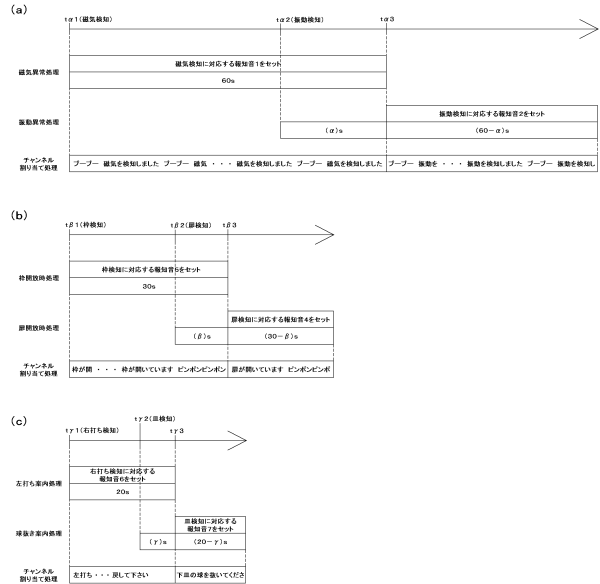 (a)
tα1(磁気検知)
tα2(振動検知)
tα3
磁気異常処理
磁気検知に対応する報知音1をセット
60s
振動異常処理
振動検知に対応する報知音2をセット
(α)s
(60-α)s
チャンネル
割り当て処理
ブーブー 磁気を検知しました ブーブー 磁気 ・・・ 磁気を検知しました ブーブー 磁気を検知しました
ブーブー 振動を ・・・ 振動を検知しました ブーブー 振動を検知し
(b)
tβ1(枠検知)
tβ2(扉検知)
tβ3
枠開放時処理
枠検知に対応する報知音5をセット
30s
扉開放時処理
扉検知に対応する報知音4をセット
(β)s
(30-β)s
チャンネル
割り当て処理
枠が開 ・・・ 枠が開いています ピンポンピンポン
扉が開いています ピンポンピンポ
(c)
tγ2(皿検知)
tγ1(右打ち検知)
tγ3
左打ち案内処理
右打ち検知に対応する
報知音6をセット
20s
球抜き案内処理
皿検知に対応する
報知音7をセット
(γ)s
(20-γ)s
チャンネル
割り当て処理
左打ち・・・戻して下さい
下皿の球を抜いてくださ